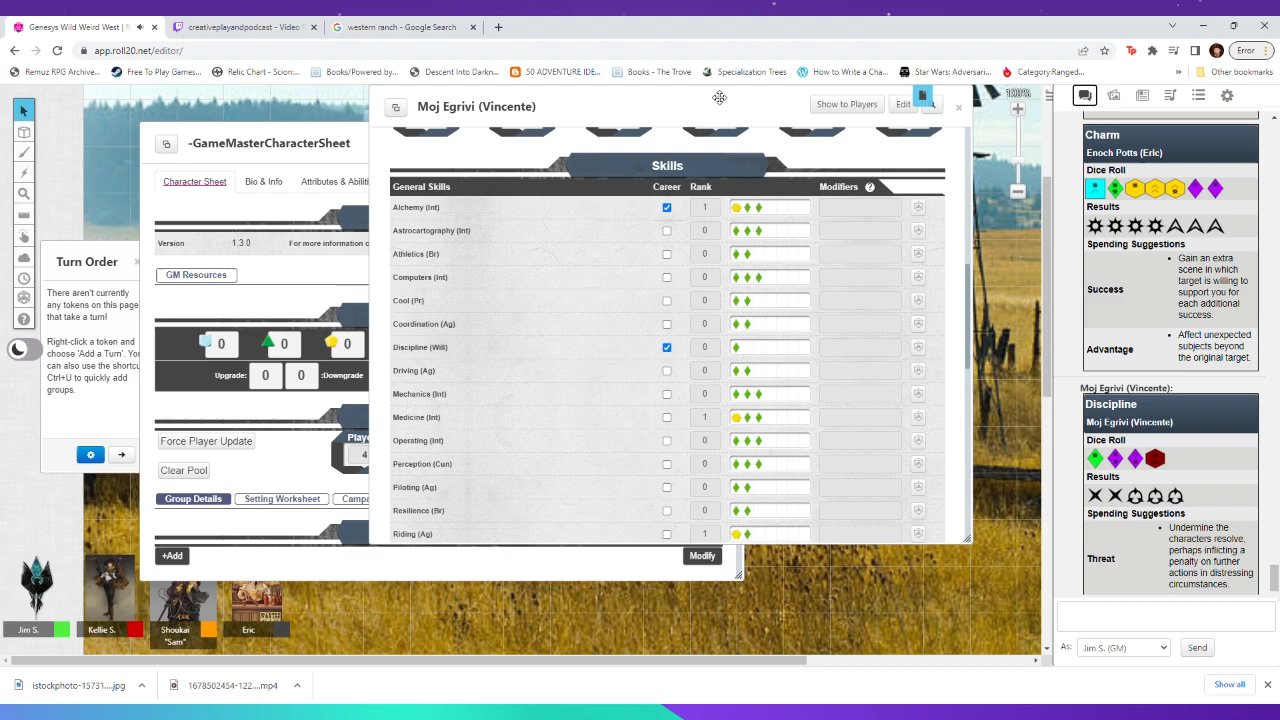 Genesys Wild Weird West | R
creativeplayandpodcast - Video
western ranch - Google Search
app.roll20.net/editor/
Error
Remuz RPG Archive...
Free To Play Games...
Relic Chart - Scion:...
Books/Powered by...
Descent Into Darkn...
50 ADVENTURE IDE...
Books - The Trove
Specialization Trees
How to Write a Cha...
Star Wars: Adversari...
Category:Ranged...
»
Other bookmarks
100%
Moj Egrivi (Vincente)
Show to Players
Edit
-GameMasterCharacterSheet
Character Sheet
Bio & Info
Attributes & Abiliti
Version
1.3.0
For more information c
GM Resources
0
0
0
Upgrade:
0
0
:Downgrade
Force Player Update
Playe
4
Clear Pool
Group Details
Setting Worksheet
Campa
+Add
Modify
Turn Order
There aren't currently
any tokens on this page
that take a turn!
Right-click a token and
choose 'Add a Turn'. You
can also use the shortcu
Ctrl+U to quickly add
groups.
Skills
General Skills
Career
Rank
Modifiers
Alchemy (Int)
1
Astrocartography (Int)
0
Athletics (Br)
0
Computers (Int)
0
Cool (Pr)
0
Coordination (Ag)
0
Discipline (Will)
0
Driving (Ag)
0
Mechanics (Int)
0
Medicine (Int)
1
Operating (Int)
0
Perception (Cun)
0
Piloting (Ag)
0
Resilience (Br)
0
Riding (Ag)
1
Charm
Enoch Potts (Eric)
Dice Roll
Results
Spending Suggestions
Success
Gain an extra
scene in which
target is willing to
support you for
each additional
success.
Advantage
Affect unexpected
subjects beyond
the original target.
Moj Egrivi (Vincente):
Discipline
Moj Egrivi (Vincente)
Dice Roll
Results
Spending Suggestions
Threat
Undermine the
characters resolve,
perhaps inflicting a
penalty on further
actions in distressing
circumstances.
As:
Jim S. (GM)
Send
Jim S.
Kellie S.
Shoukai
"Sam"
Eric
istockphoto-15731....jpg
1678502454-122....mp4
Show all